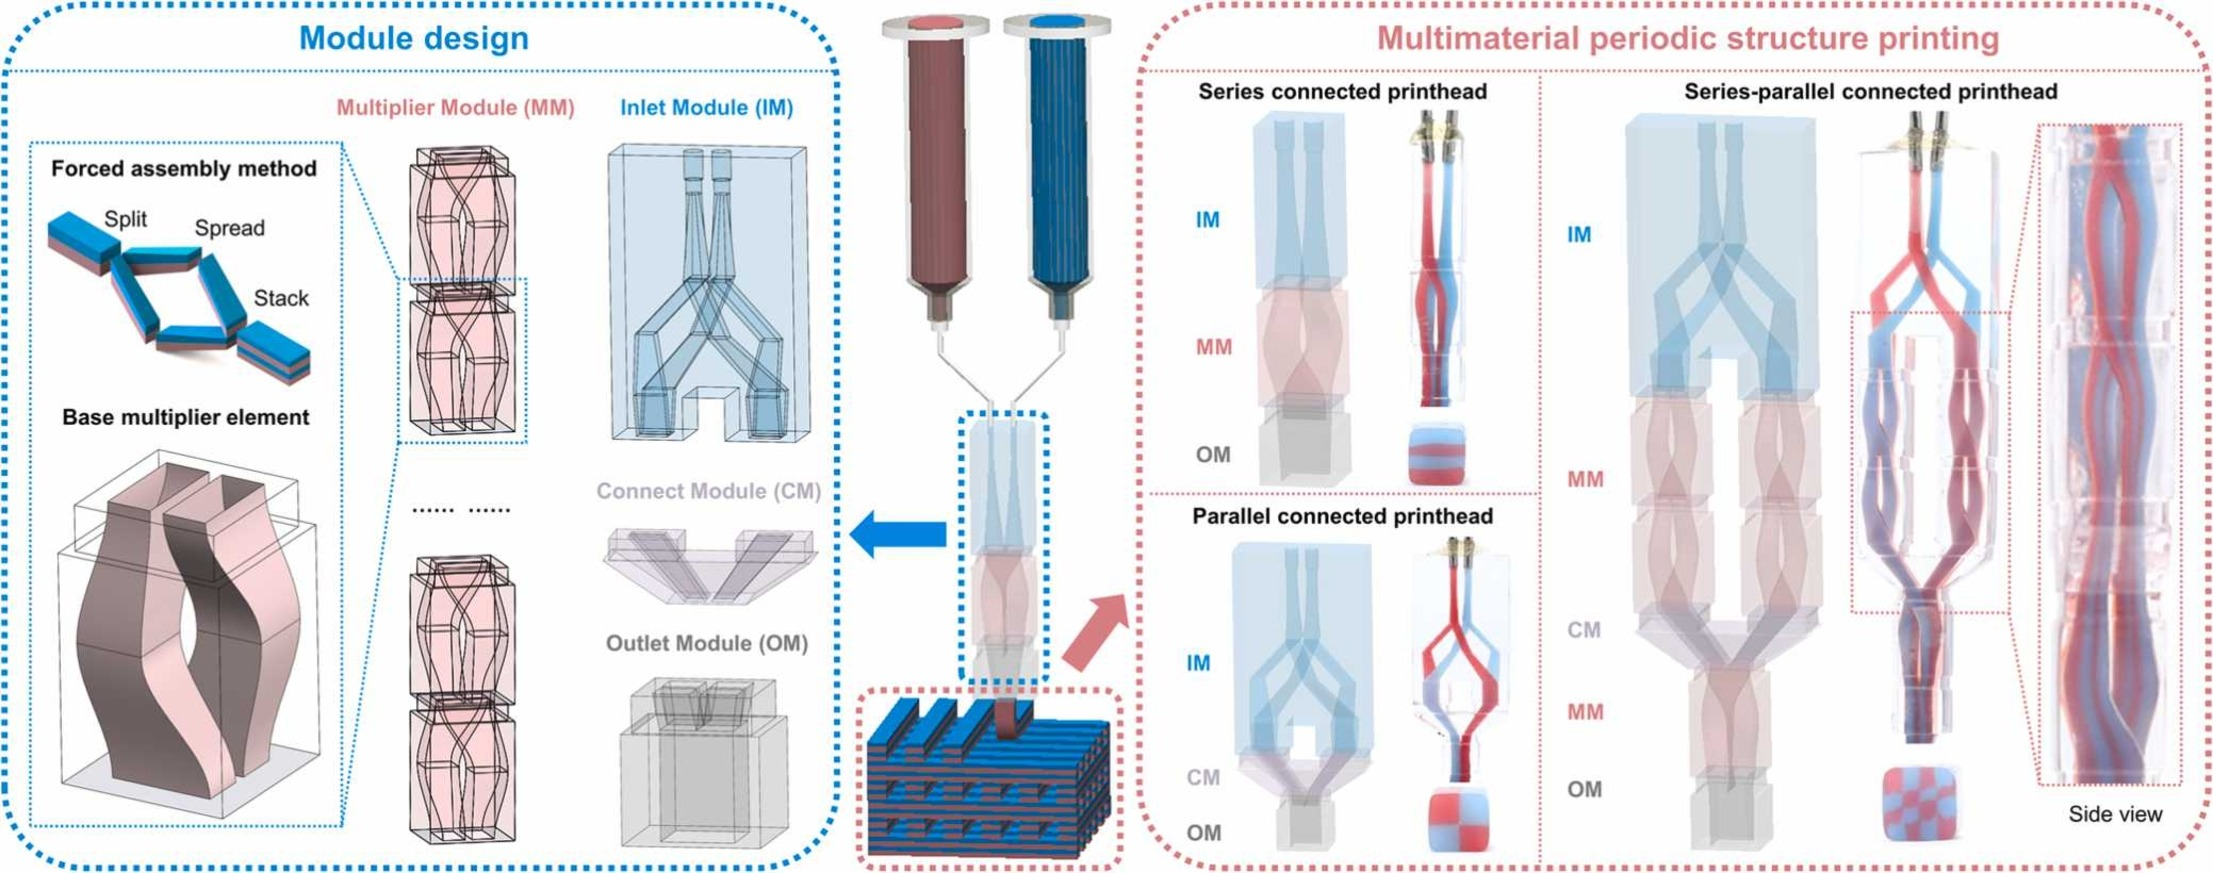 Module design
Multiplier Module (MM)
Inlet Module (IM)
Forced assembly method
Split
Spread
Stack
Base multiplier element
...... ......
Connect Module (CM)
Outlet Module (OM)
Multimaterial periodic structure printing
Series connected printhead
IM
MM
OM
Parallel connected printhead
IM
CM
OM
Series-parallel connected printhead
IM
MM
CM
MM
OM
Side view